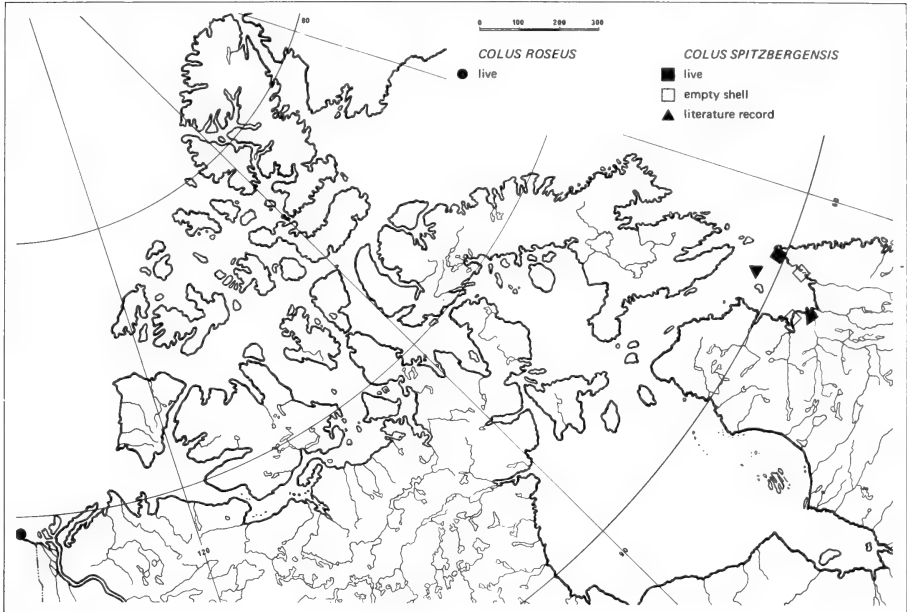 0 100 200 300
COLUS ROSEUS
live
COLUS SPITZBERGENSIS
live
empty shell
literature record
80
120